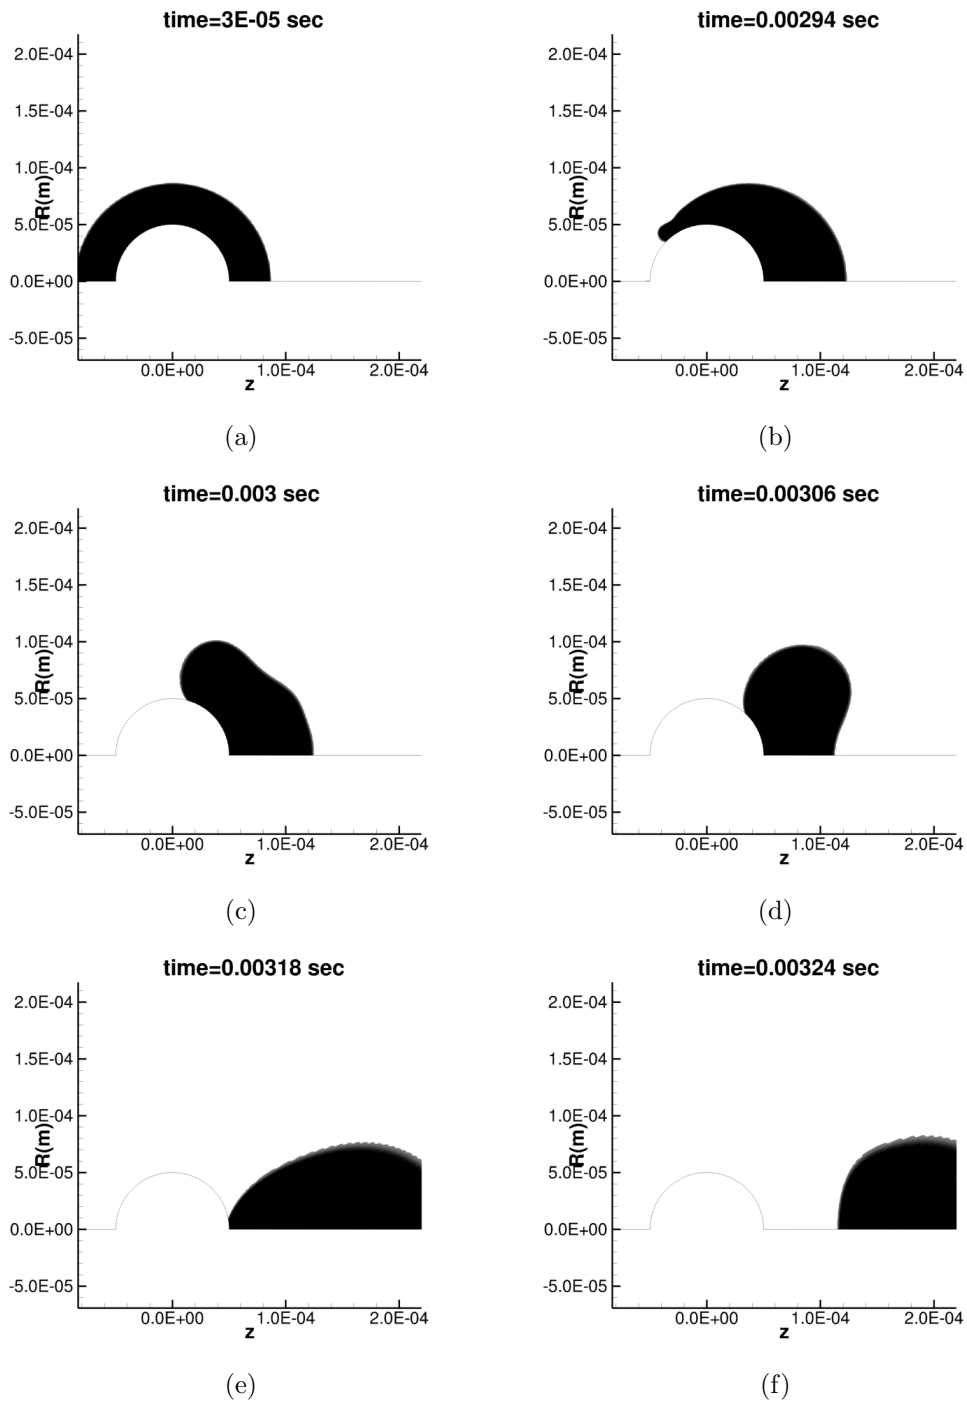 time=3E-05 sec
2.0E-04
1.5E-04
1.0E-04
5.0E-05
0.0E+00
-5.0E-05
R(m)
0.0E+00 1.0E-04 2.0E-04
z
(a)
time=0.00294 sec
2.0E-04
1.5E-04
1.0E-04
5.0E-05
0.0E+00
-5.0E-05
R(m)
0.0E+00 1.0E-04 2.0E-04
z
(b)
time=0.003 sec
2.0E-04
1.5E-04
1.0E-04
5.0E-05
0.0E+00
-5.0E-05
R(m)
0.0E+00 1.0E-04 2.0E-04
z
(c)
time=0.00306 sec
2.0E-04
1.5E-04
1.0E-04
5.0E-05
0.0E+00
-5.0E-05
R(m)
0.0E+00 1.0E-04 2.0E-04
z
(d)
time=0.00318 sec
2.0E-04
1.5E-04
1.0E-04
5.0E-05
0.0E+00
-5.0E-05
R(m)
0.0E+00 1.0E-04 2.0E-04
z
(e)
time=0.00324 sec
2.0E-04
1.5E-04
1.0E-04
5.0E-05
0.0E+00
-5.0E-05
R(m)
0.0E+00 1.0E-04 2.0E-04
z
(f)